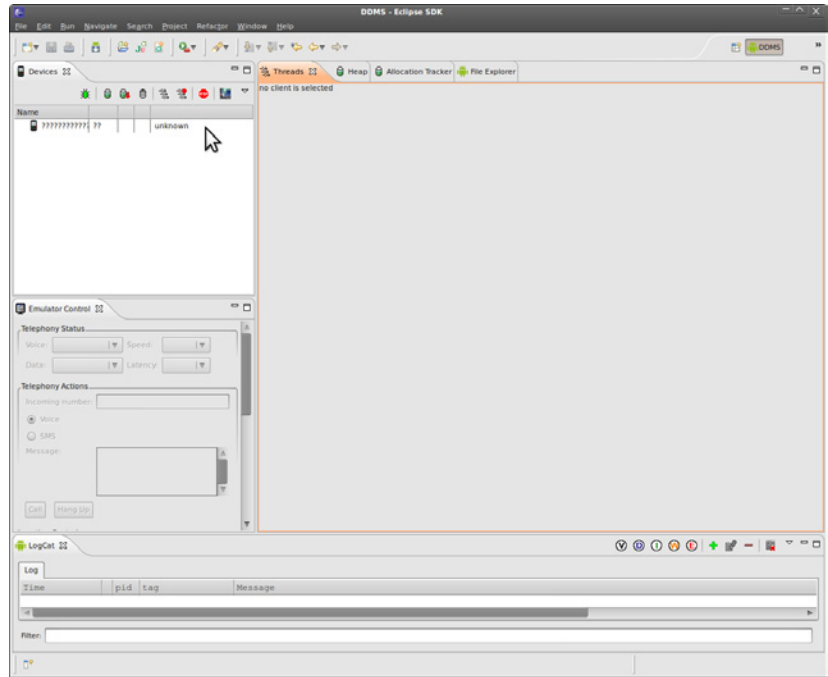 DDMS - Eclipse SDK
File Edit Run Navigate Search Project Refactor Window Help
DDMS
Devices
Threads Heap Allocation Tracker File Explorer
no client is selected
Name
???????????? ?? unknown
Emulator Control
Telephony Status
Voice: Speed:
Data: Latency:
Telephony Actions
Incoming number:
Voice
SMS
Message:
Call Hang Up
LogCat
V D I W E
Log
Time pid tag Message
Filter: